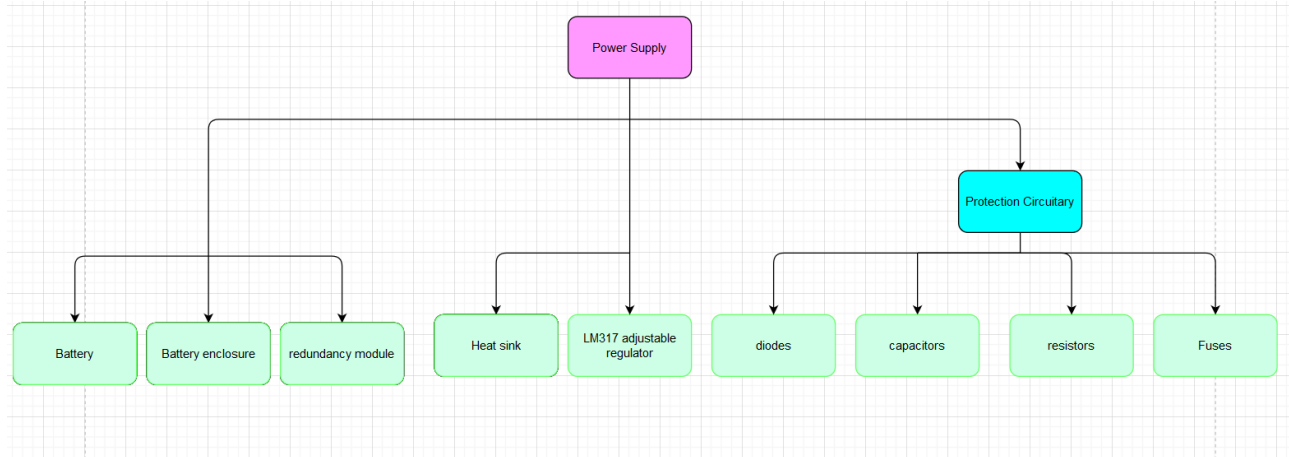 Power Supply
Protection Circuitary
Battery
Battery enclosure
redundancy module
Heat sink
LM317 adjustable
regulator
diodes
capacitors
resistors
Fuses